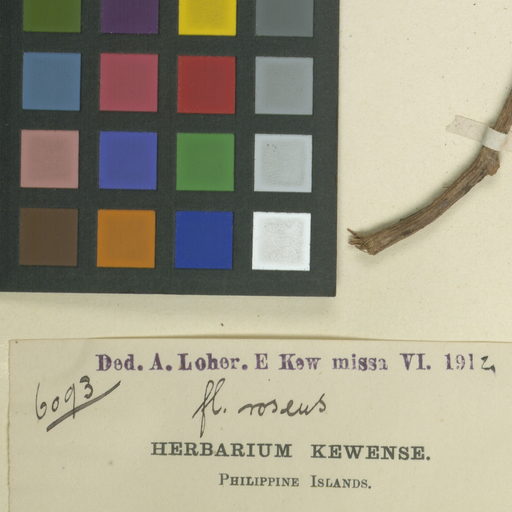 Ded. A. Loher. E Kew missa VI. 1912
6093
fl. roseus
HERBARIUM KEWENSE.
PHILIPPINE ISLANDS.